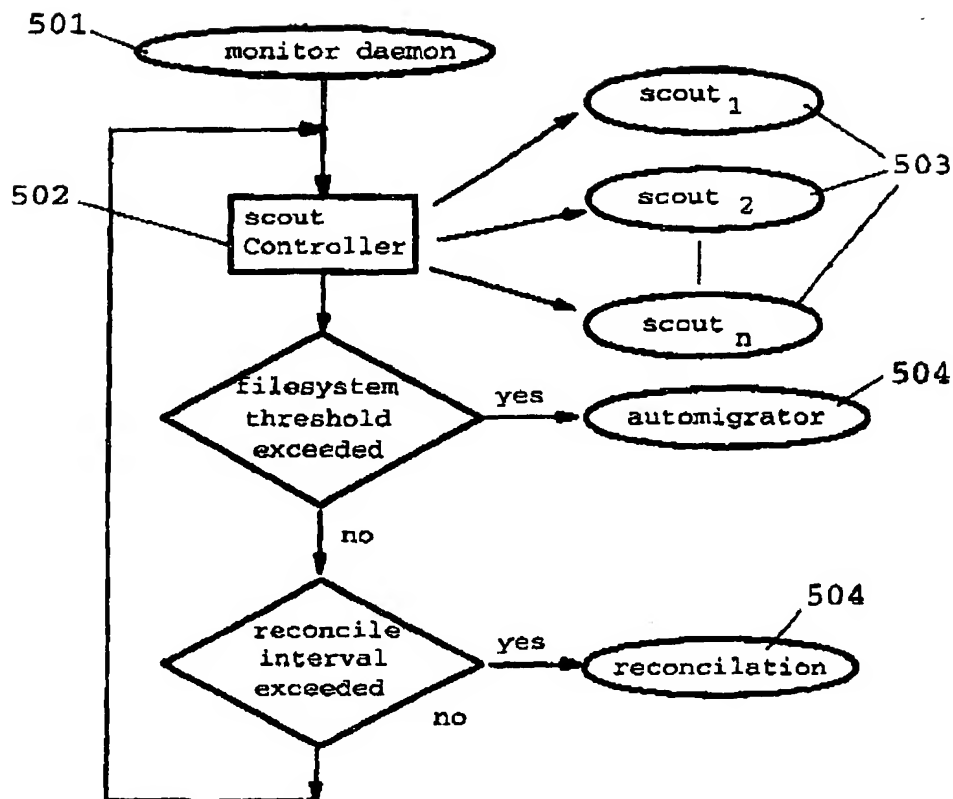 501
monitor daemon
scout 1
503
502
scout
Controller
scout 2
scout n
filesystem
threshold
exceeded
yes
504
automigrator
no
504
reconcile
interval
exceeded
yes
reconcilation
no